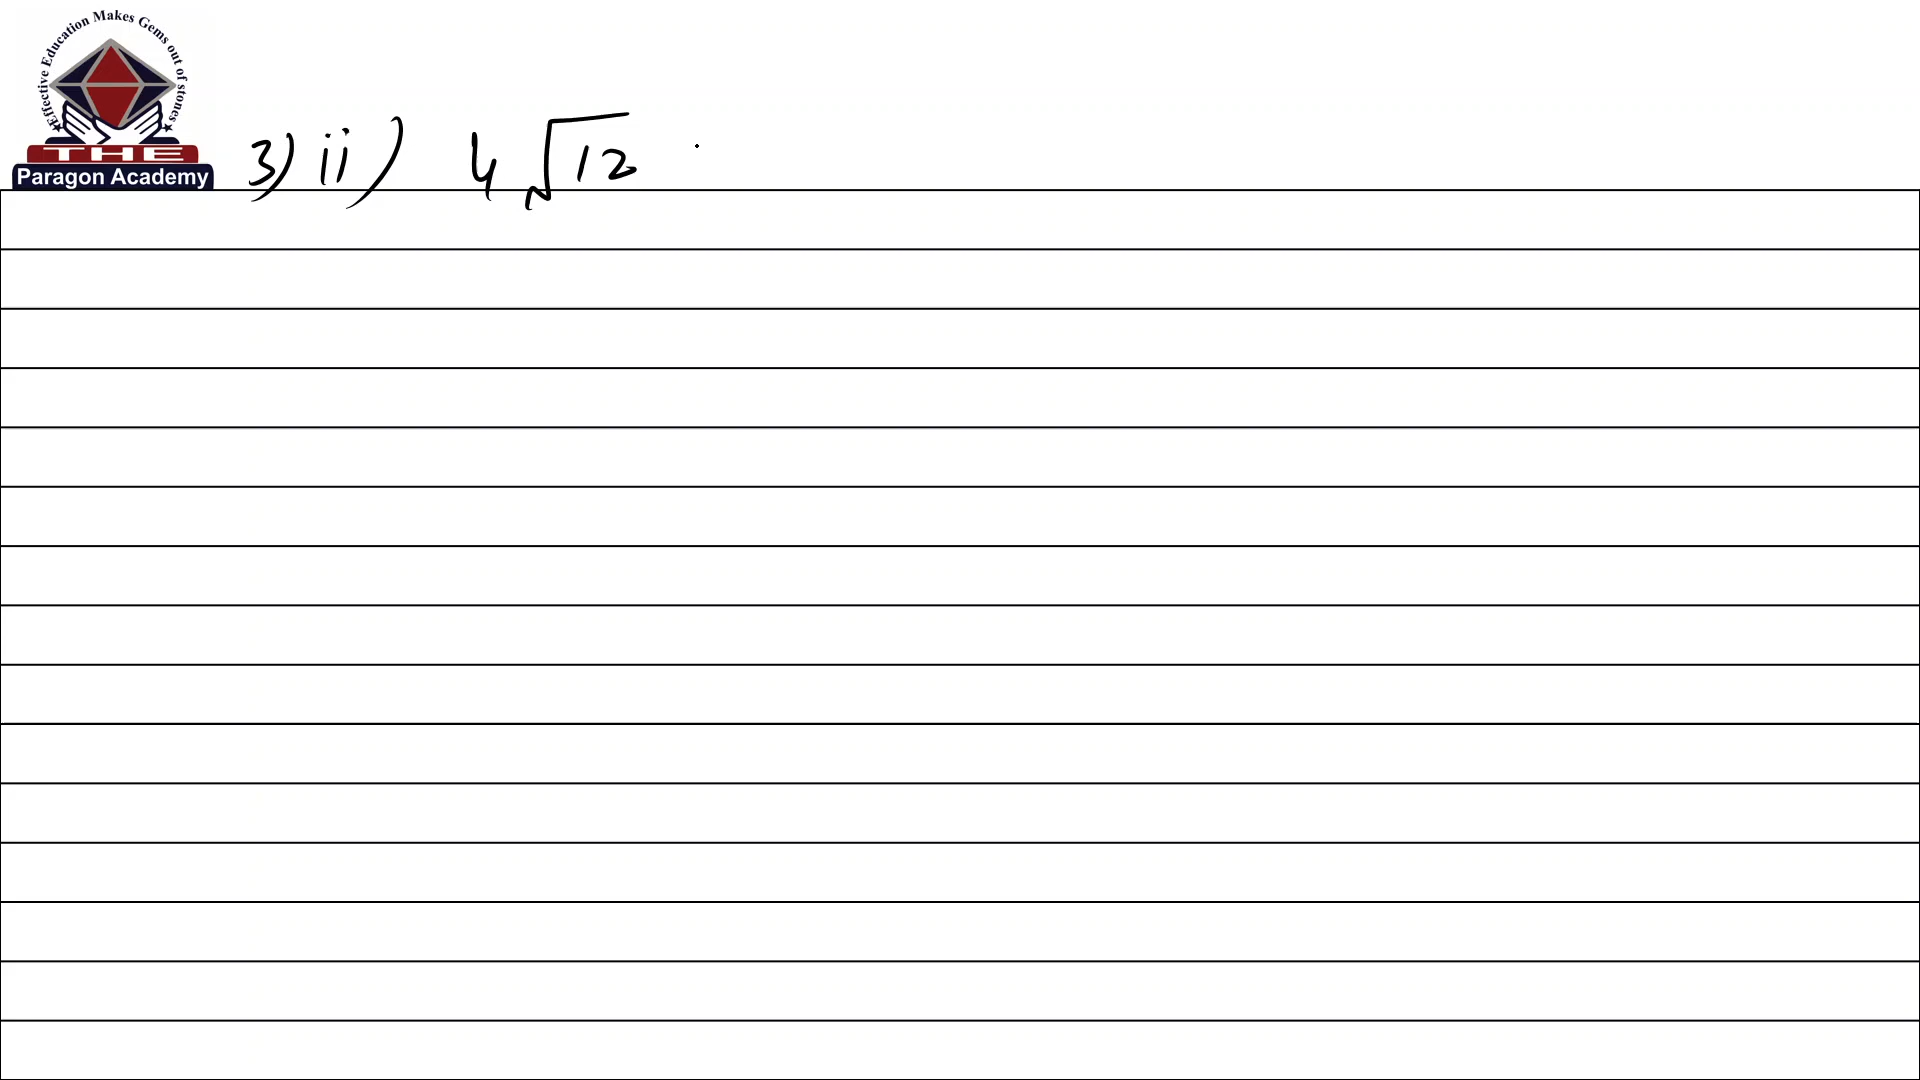 Effective Education Makes Gems out of stones
THE
Paragon Academy
3) ii) 4 √12